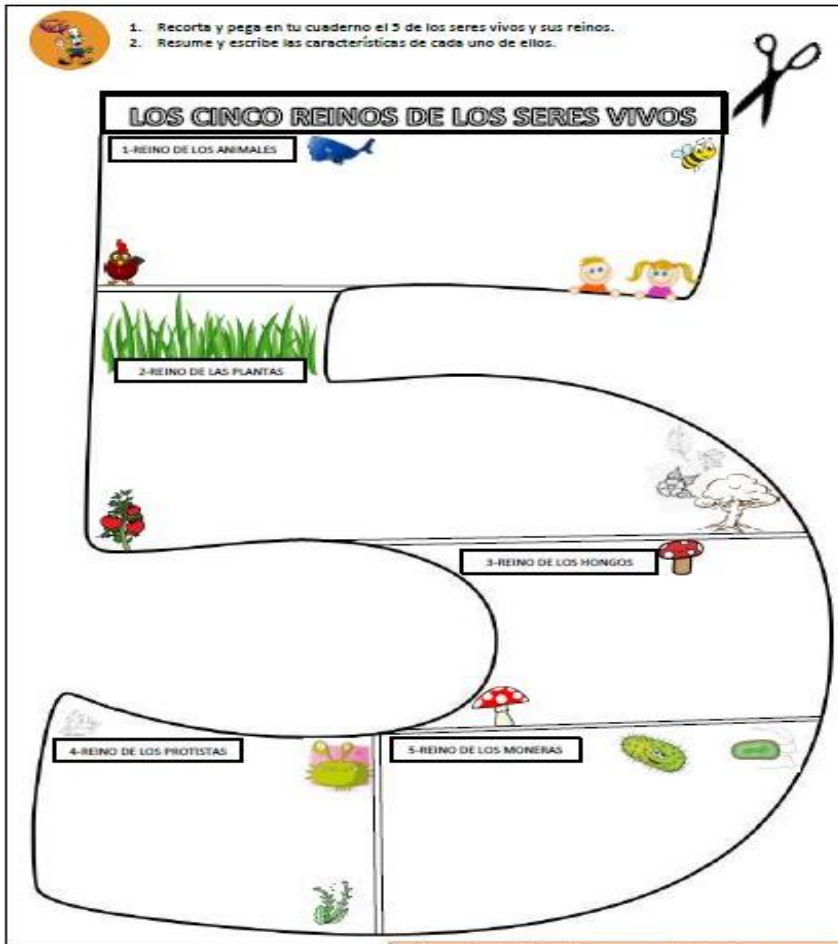 1. Recorta y pega en tu cuaderno el 5 de los seres vivos y sus reinos.
2. Resume y escribe las características de cada uno de ellos.
LOS CINCO REINOS DE LOS SERES VIVOS
1-REINO DE LOS ANIMALES
2-REINO DE LAS PLANTAS
3-REINO DE LOS HONGOS
4-REINO DE LOS PROTISTAS
5-REINO DE LOS MONERAS